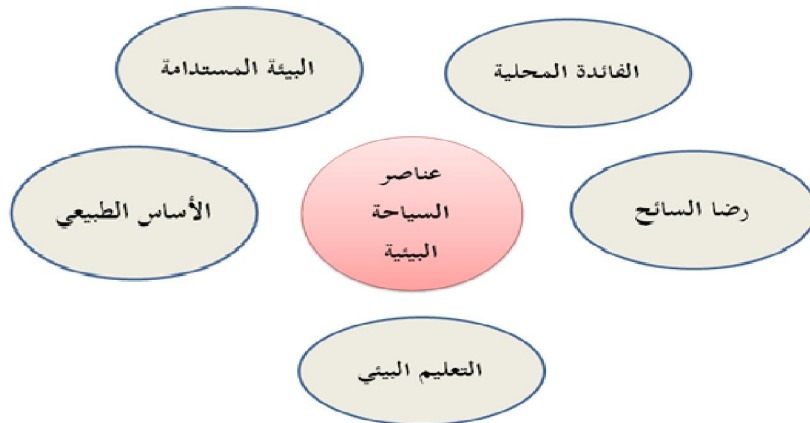 الفائدة المحلية
البيئة المستدامة
رضا السائح
عناصر
السياحة
البيئية
الأساس الطبيعي
التعليم البيئي